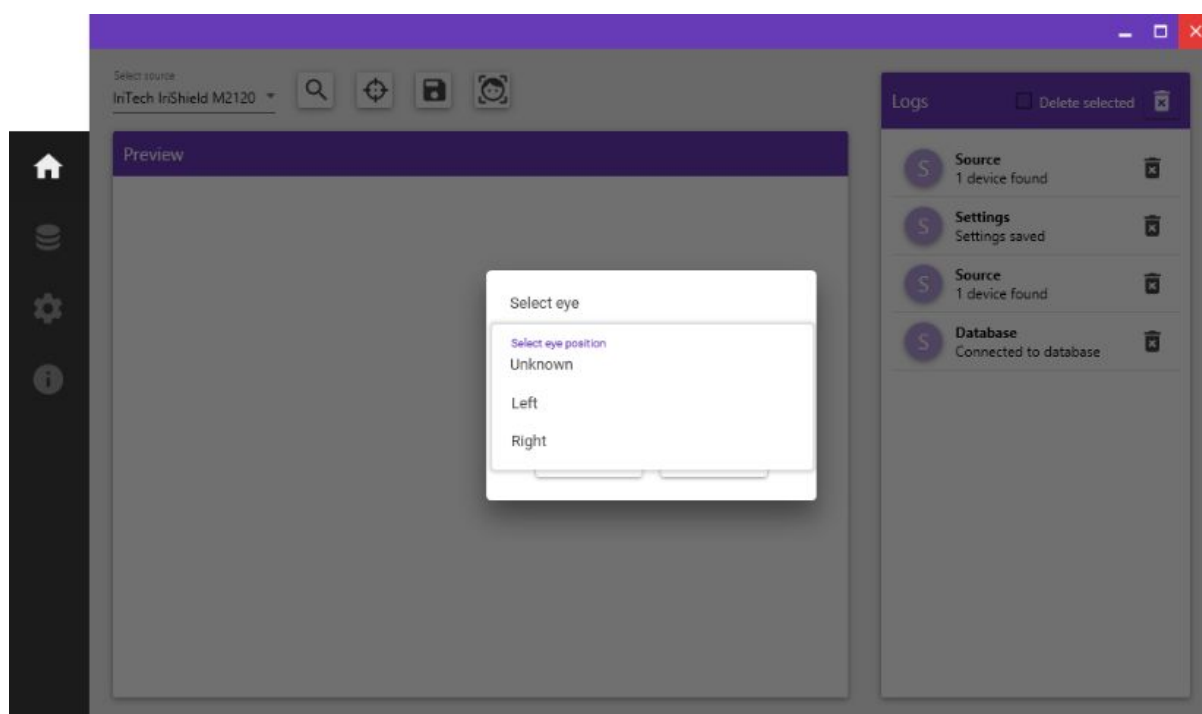 Select source
IriTech IriShield M2120
Preview
Select eye
Select eye position
Unknown
Left
Right
Logs
Delete selected
S
Source
1 device found
S
Settings
Settings saved
S
Source
1 device found
S
Database
Connected to database